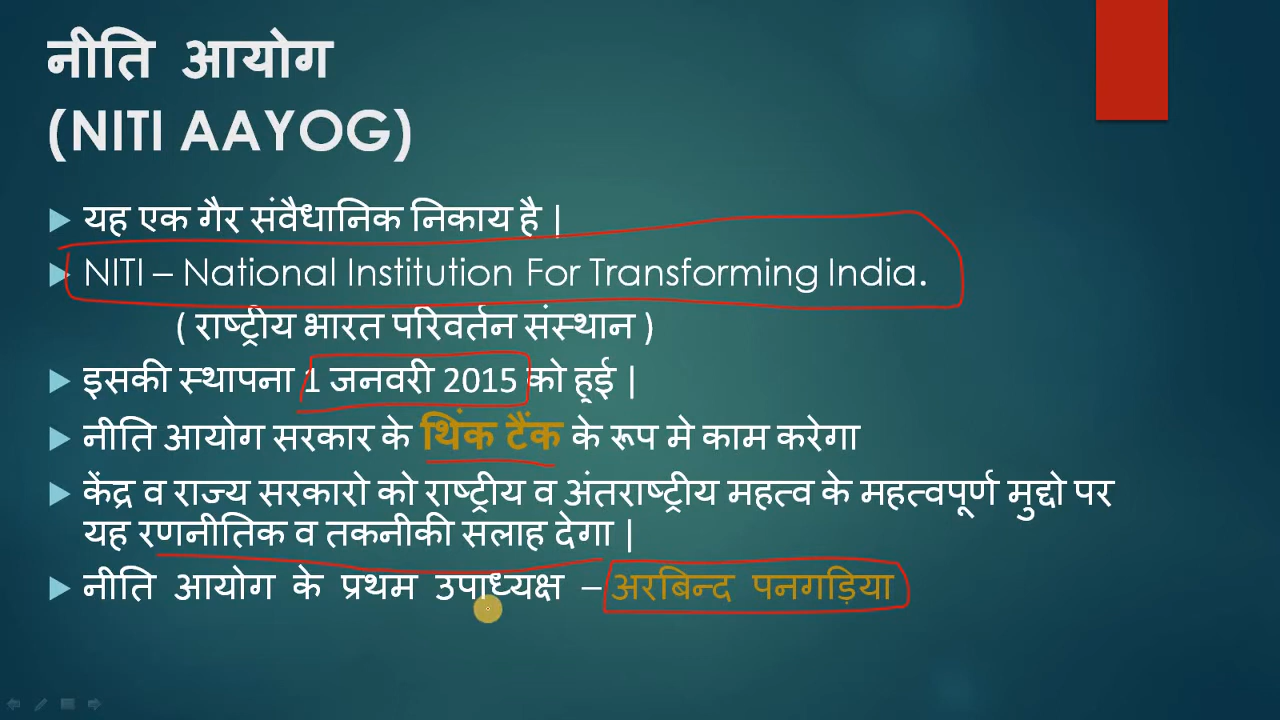 नीति आयोग
(NITI AAYOG)
यह एक गैर संवैधानिक निकाय है |
NITI – National Institution For Transforming India.
( राष्ट्रीय भारत परिवर्तन संस्थान )
इसकी स्थापना 1 जनवरी 2015 को हुई |
नीति आयोग सरकार के थिंक टैंक के रूप मे काम करेगा
केंद्र व राज्य सरकारो को राष्ट्रीय व अंतराष्ट्रीय महत्व के महत्वपूर्ण मुद्दो पर
यह रणनीतिक व तकनीकी सलाह देगा |
नीति आयोग के प्रथम उपाध्यक्ष – अरबिन्द पनगड़िया